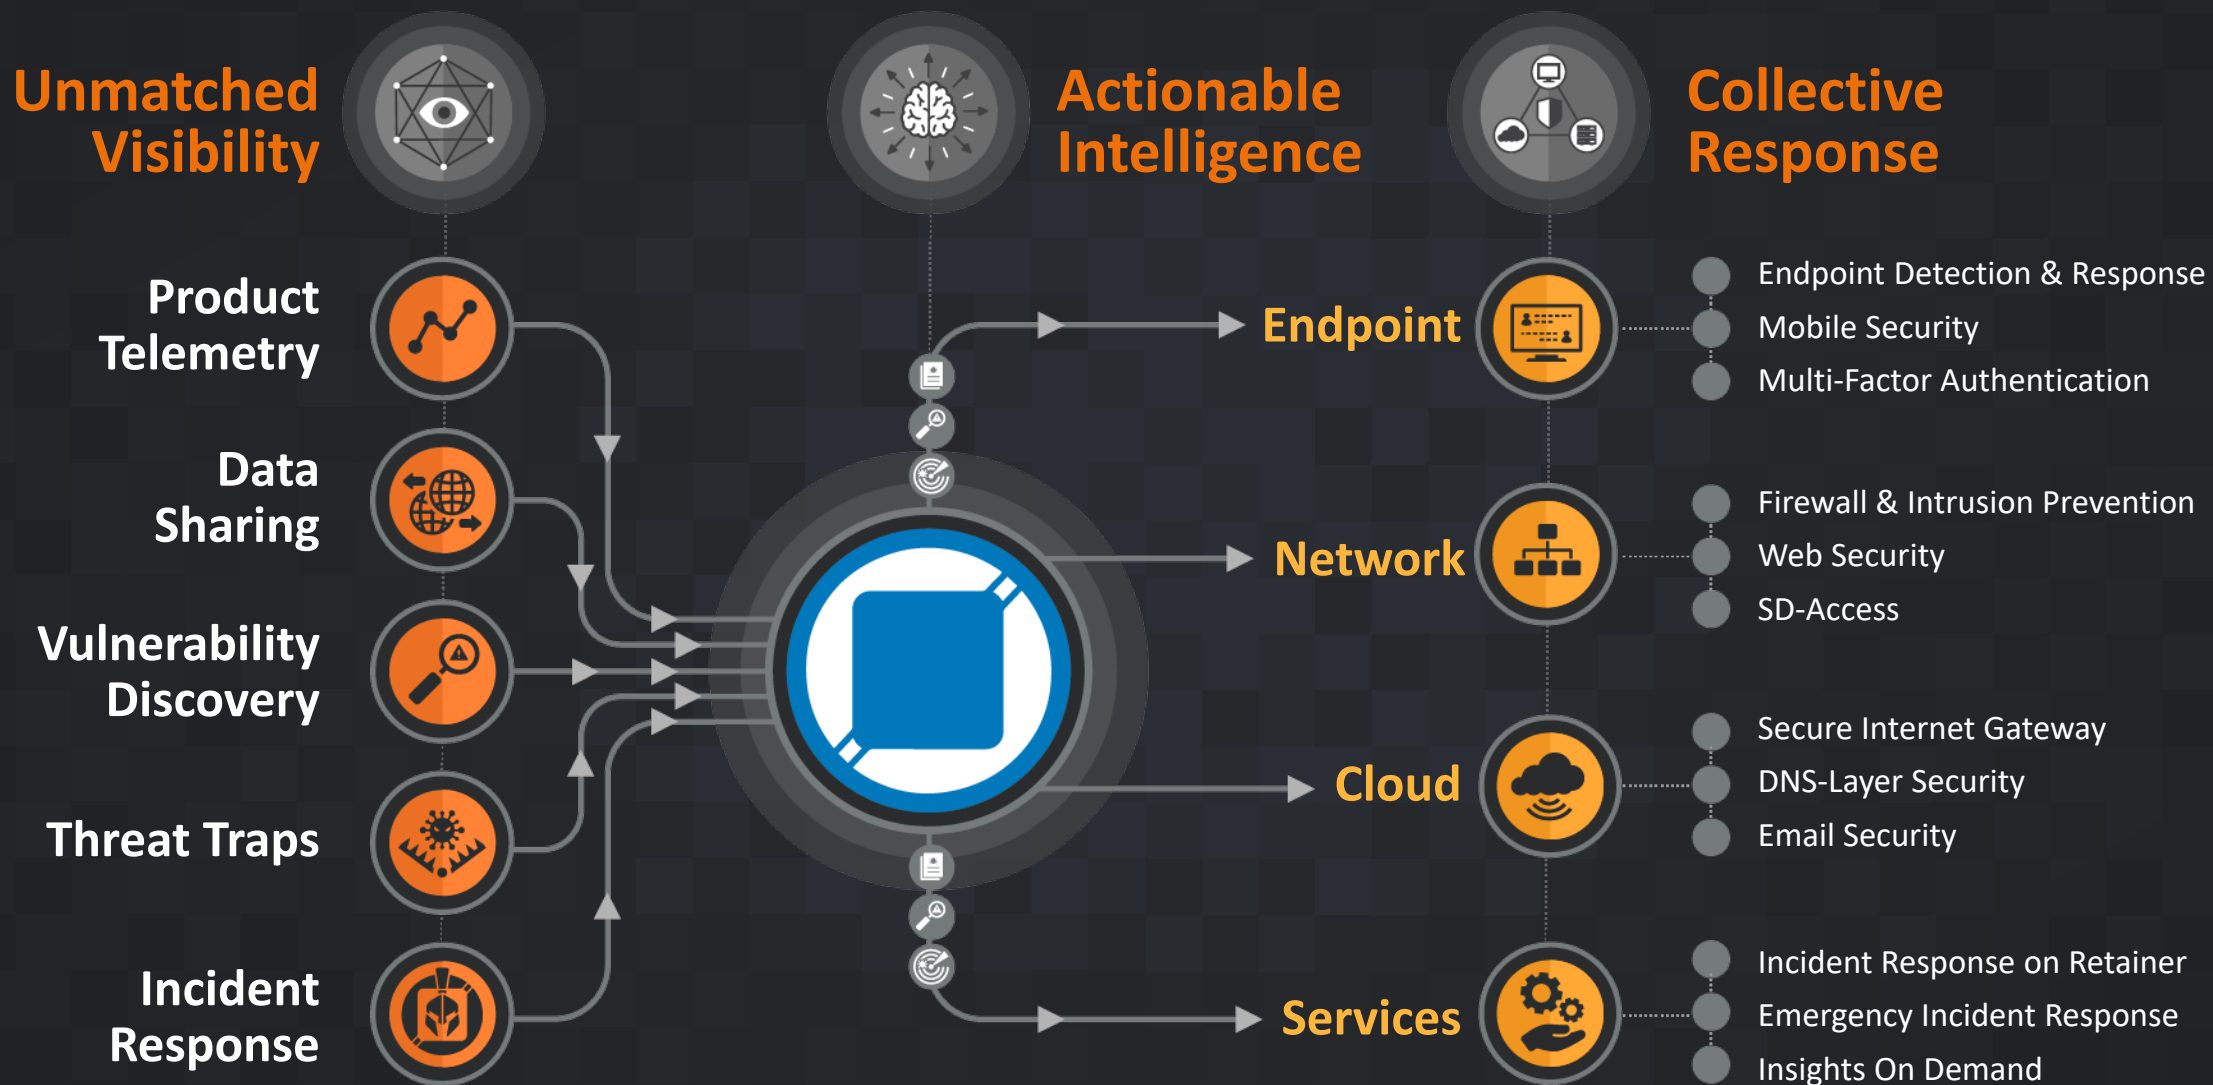 Unmatched
Visibility
Actionable
Intelligence
Collective
Response
Product
Telemetry
Data
Sharing
Vulnerability
Discovery
Threat Traps
Incident
Response
Endpoint
Endpoint Detection & Response
Mobile Security
Multi-Factor Authentication
Network
Firewall & Intrusion Prevention
Web Security
SD-Access
Cloud
Secure Internet Gateway
DNS-Layer Security
Email Security
Services
Incident Response on Retainer
Emergency Incident Response
Insights On Demand